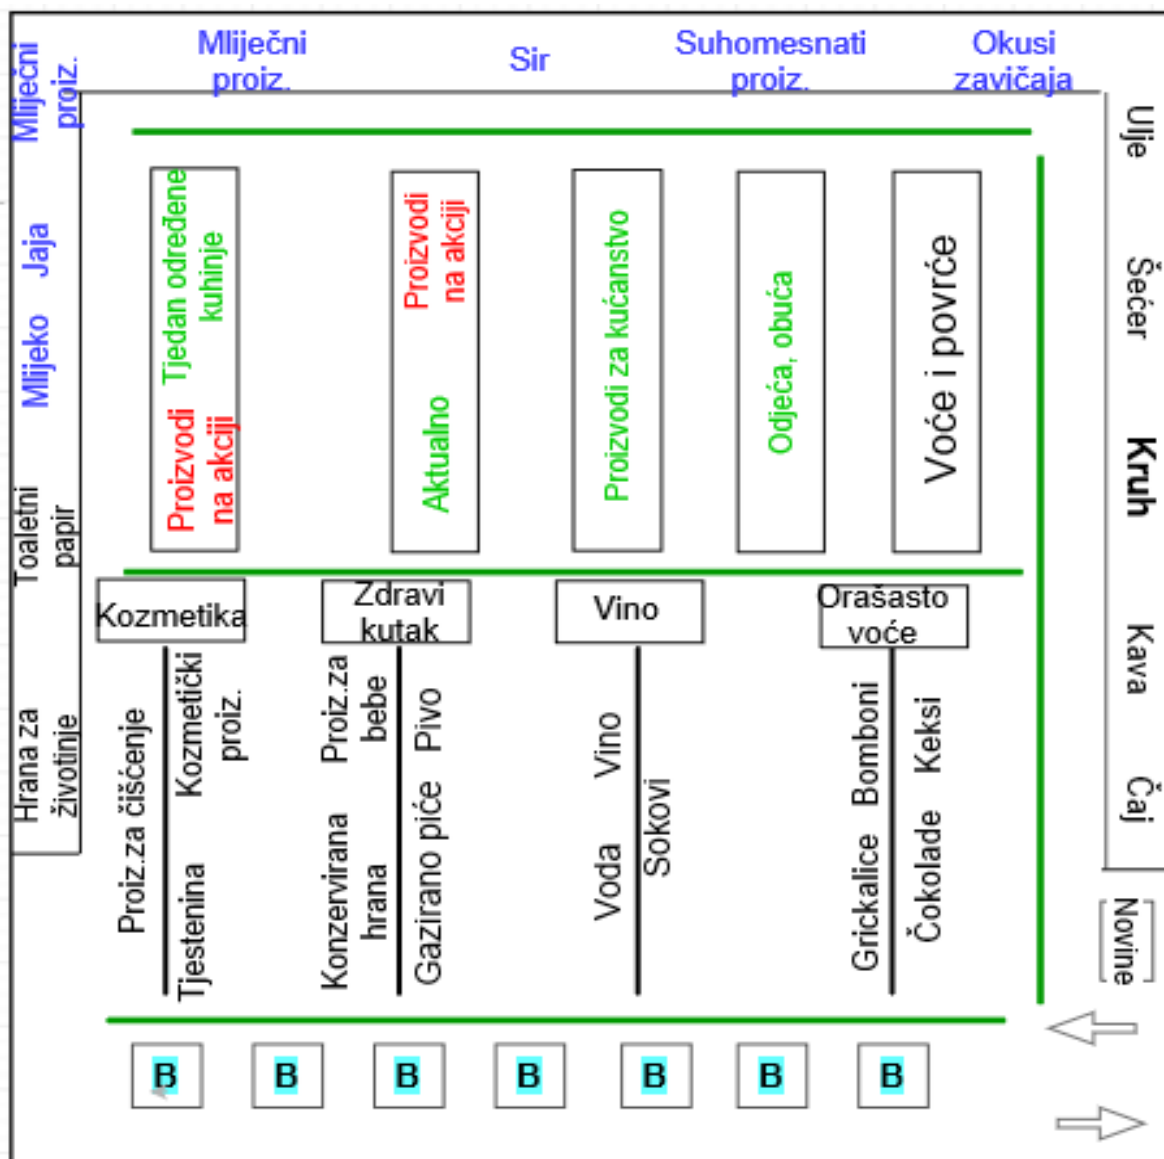 Mliječni
proiz.
Mliječni
proiz.
Sir
Suhomesnati
proiz.
Okusi
zavičaja
Ulje
Šećer
Kruh
Kava
Čaj
Novine
Jaja
Mlijeko
Toaletni
papir
Hrana za
životinje
Tjedan određene
kuhinje
Proizvodi
na akciji
Proizvodi
na akciji
Aktualno
Proizvodi za kućanstvo
Odjeća, obuća
Voće i povrće
Kozmetika
Zdravi
kutak
Vino
Orašasto
voće
Proiz.za čišćenje
Kozmetički
proiz.
Tjestenina
Proiz.za
bebe
Konzervirana
hrana
Pivo
Gazirano piće
Vino
Voda
Sokovi
Bomboni
Grickalice
Keksi
Čokolade
B
B
B
B
B
B
B